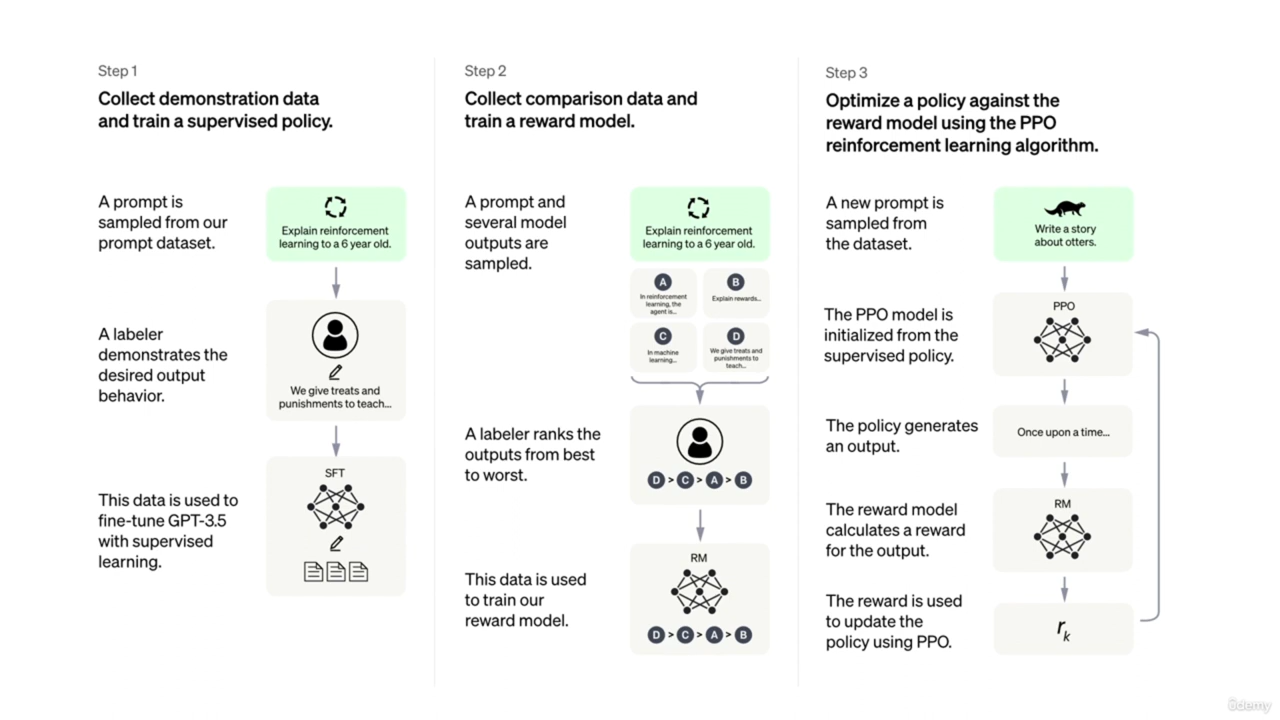 Step 1
Collect demonstration data
and train a supervised policy.
A prompt is
sampled from our
prompt dataset.
Explain reinforcement
learning to a 6 year old.
A labeler
demonstrates the
desired output
behavior.
We give treats and
punishments to teach...
This data is used to
fine-tune GPT-3.5
with supervised
learning.
SFT
Step 2
Collect comparison data and
train a reward model.
A prompt and
several model
outputs are
sampled.
Explain reinforcement
learning to a 6 year old.
A
In reinforcement
learning, the
agent is...
B
Explain rewards...
C
In machine
learning...
D
We give treats and
punishments to
teach...
A labeler ranks the
outputs from best
to worst.
D > C > A > B
This data is used
to train our
reward model.
RM
D > C > A > B
Step 3
Optimize a policy against the
reward model using the PPO
reinforcement learning algorithm.
A new prompt is
sampled from
the dataset.
Write a story
about otters.
The PPO model is
initialized from the
supervised policy.
PPO
The policy generates
an output.
Once upon a time...
The reward model
calculates a reward
for the output.
RM
The reward is used
to update the
policy using PPO.
rk
ûdemy